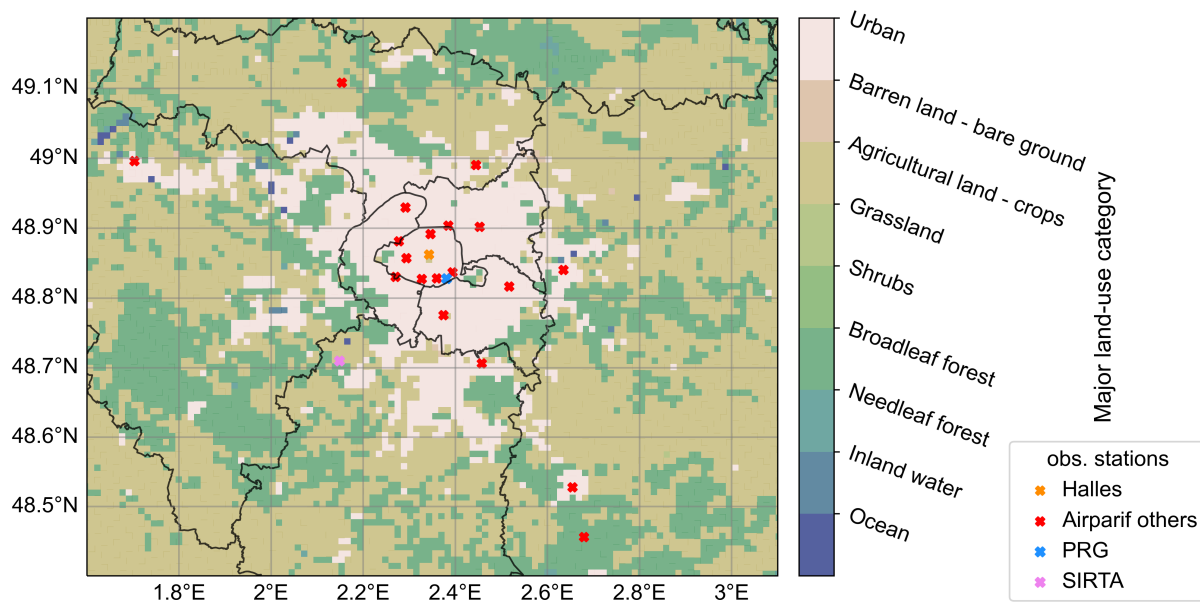 49.1°N
49°N
48.9°N
48.8°N
48.7°N
48.6°N
48.5°N
1.8°E
2°E
2.2°E
2.4°E
2.6°E
2.8°E
3°E
Urban
Barren land - bare ground
Agricultural land - crops
Grassland
Shrubs
Broadleaf forest
Needleaf forest
Inland water
Ocean
Major land-use category
obs. stations
Halles
Airparif others
PRG
SIRTA